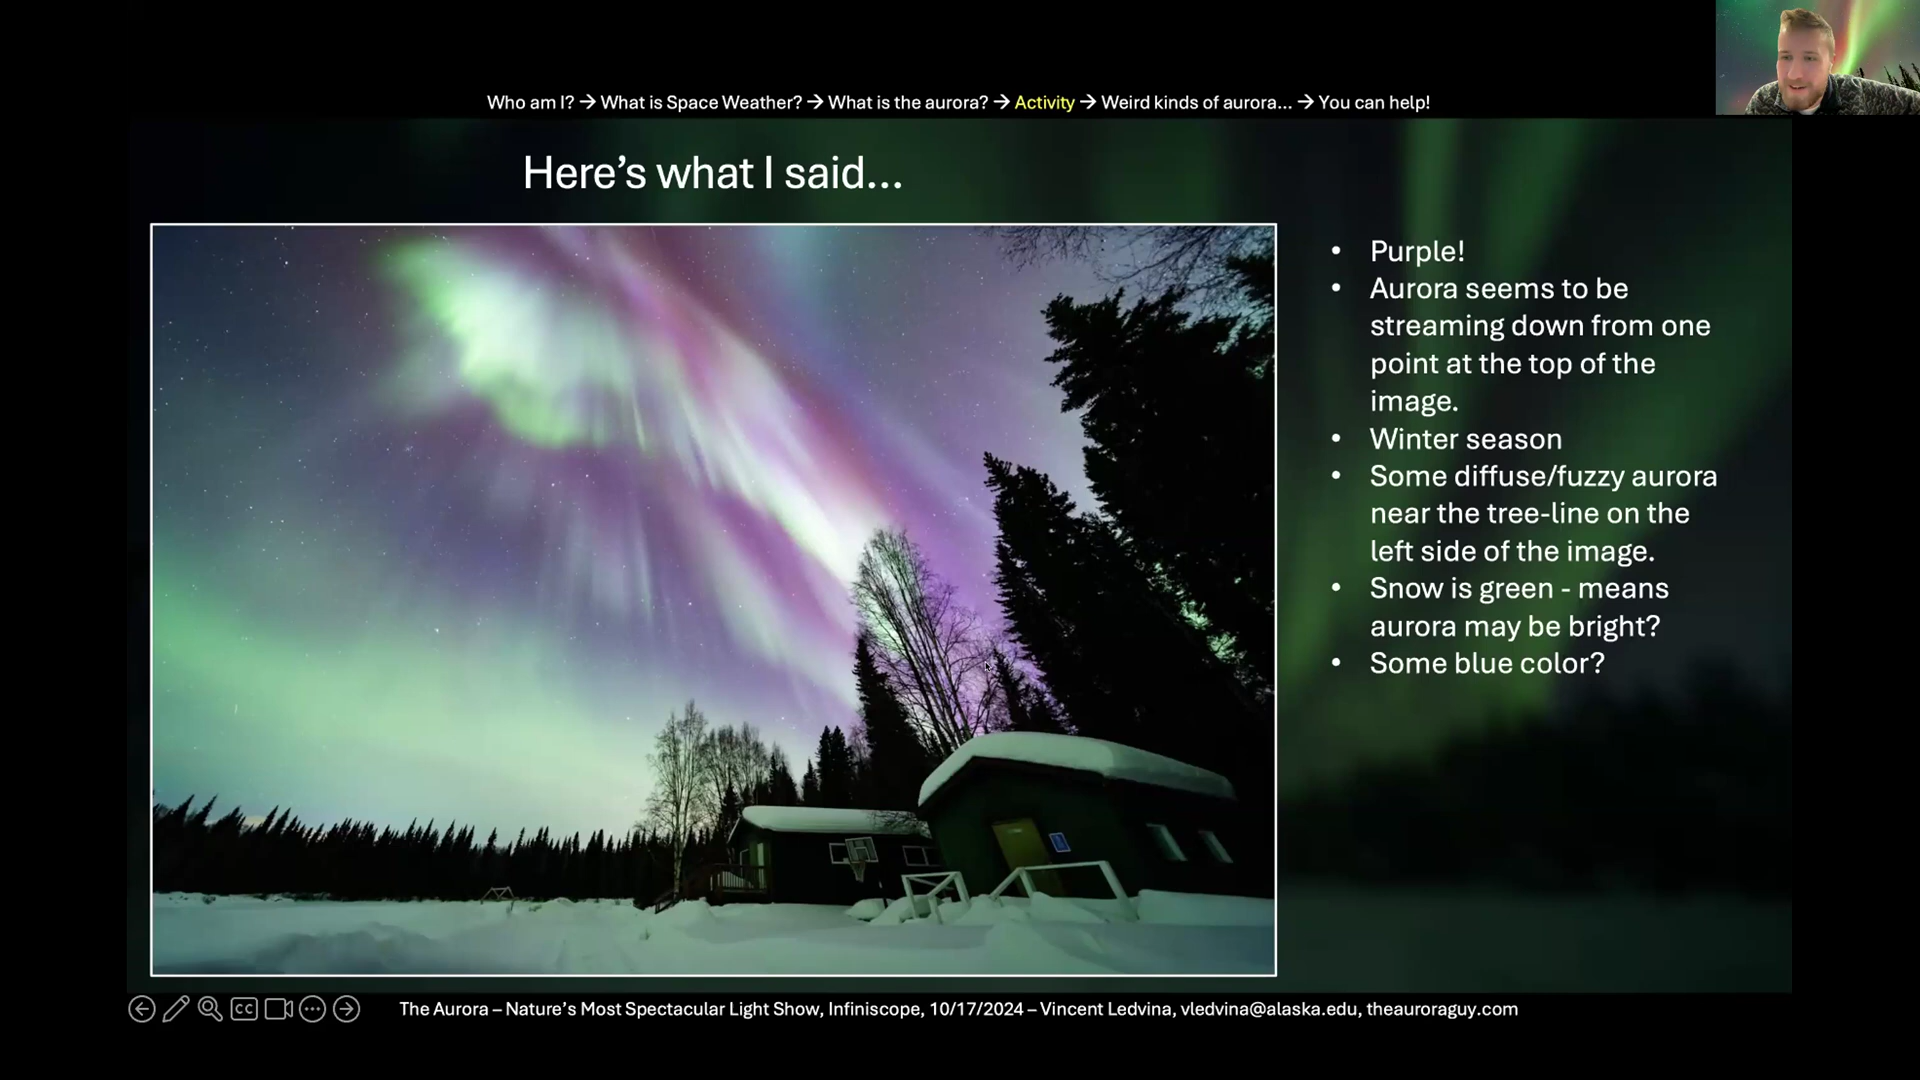 Who am I? → What is Space Weather? → What is the aurora? → Activity → Weird kinds of aurora... → You can help!
Here's what I said...
• Purple!
• Aurora seems to be
streaming down from one
point at the top of the
image.
• Winter season
• Some diffuse/fuzzy aurora
near the tree-line on the
left side of the image.
• Snow is green - means
aurora may be bright?
• Some blue color?
CC
The Aurora – Nature's Most Spectacular Light Show, Infiniscope, 10/17/2024 – Vincent Ledvina, vledvina@alaska.edu, theauroraguy.com